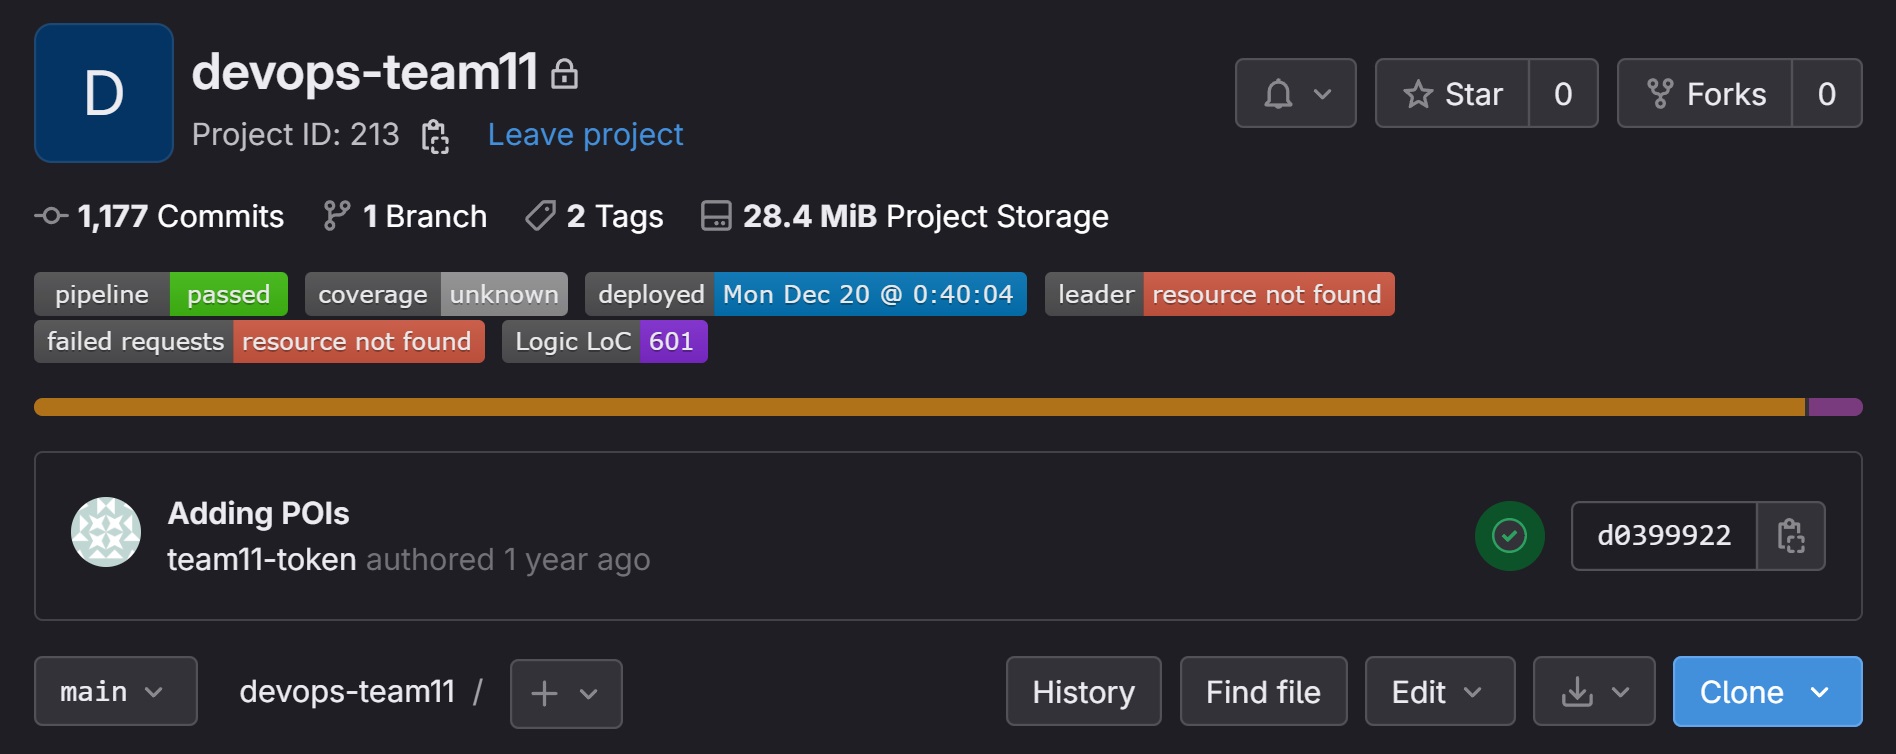 D
devops-team11
Project ID: 213 Leave project
Star 0 Forks 0
1,177 Commits 1 Branch 2 Tags 28.4 MiB Project Storage
pipeline passed coverage unknown deployed Mon Dec 20 @ 0:40:04 leader resource not found
failed requests resource not found Logic LoC 601
Adding POIs
team11-token authored 1 year ago
d0399922
main devops-team11 / + History Find file Edit Clone